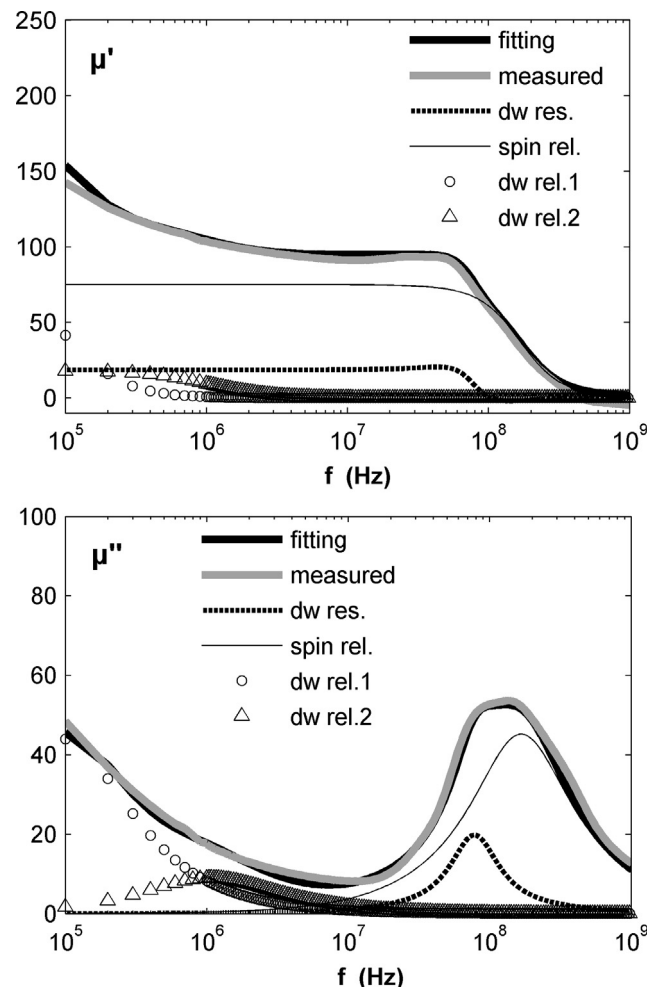 250
200
150
100
50
0
μ'
fitting
measured
dw res.
spin rel.
dw rel.1
dw rel.2
10^5
10^6
10^7
10^8
10^9
f (Hz)
100
80
60
40
20
0
μ"
fitting
measured
dw res.
spin rel.
dw rel.1
dw rel.2
10^5
10^6
10^7
10^8
10^9
f (Hz)